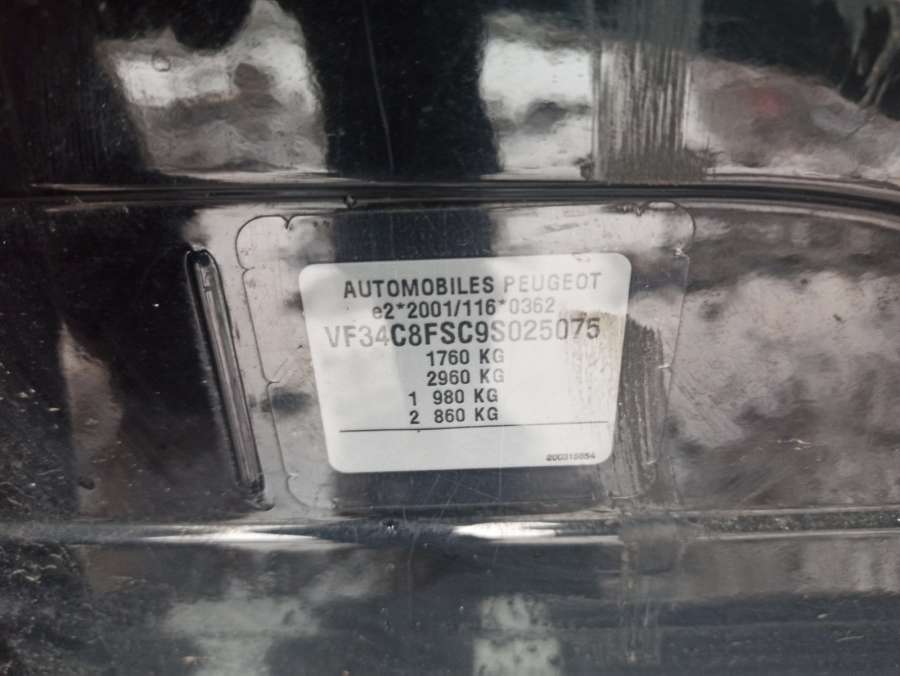 AUTOMOBILES PEUGEOT
e2*2001/116*0362
VF34C8FSC9S025075
1760 KG
2960 KG
1 980 KG
2 860 KG